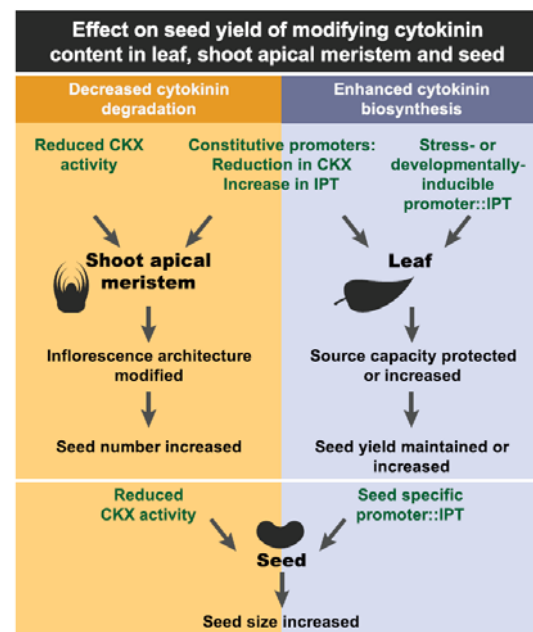 Effect on seed yield of modifying cytokinin
content in leaf, shoot apical meristem and seed
Decreased cytokinin
degradation
Enhanced cytokinin
biosynthesis
Reduced CKX
activity
Constitutive promoters:
Reduction in CKX
Increase in IPT
Stress- or
developmentally-
inducible
promoter::IPT
Shoot apical
meristem
Leaf
Inflorescence architecture
modified
Source capacity protected
or increased
Seed number increased
Seed yield maintained or
increased
Reduced
CKX activity
Seed specific
promoter::IPT
Seed
Seed size increased